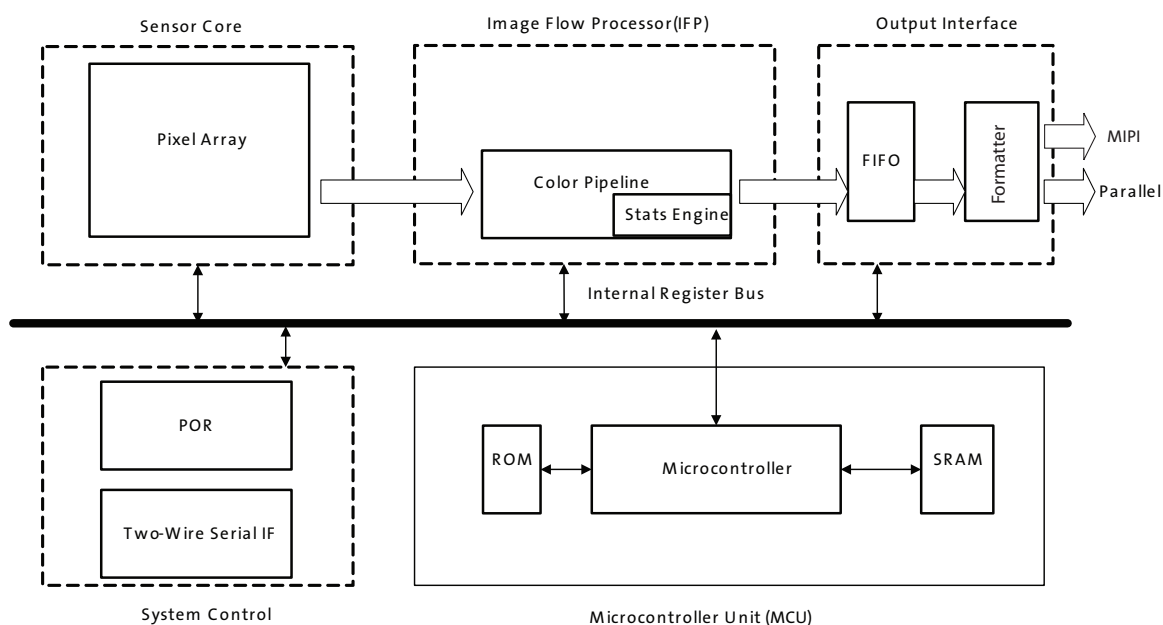 Sensor Core
Image Flow Processor(IFP)
Output Interface
Pixel Array
Color Pipeline
Stats Engine
FIFO
Formatter
MIPI
Parallel
Internal Register Bus
POR
Two-Wire Serial IF
System Control
ROM
Microcontroller
SRAM
Microcontroller Unit (MCU)